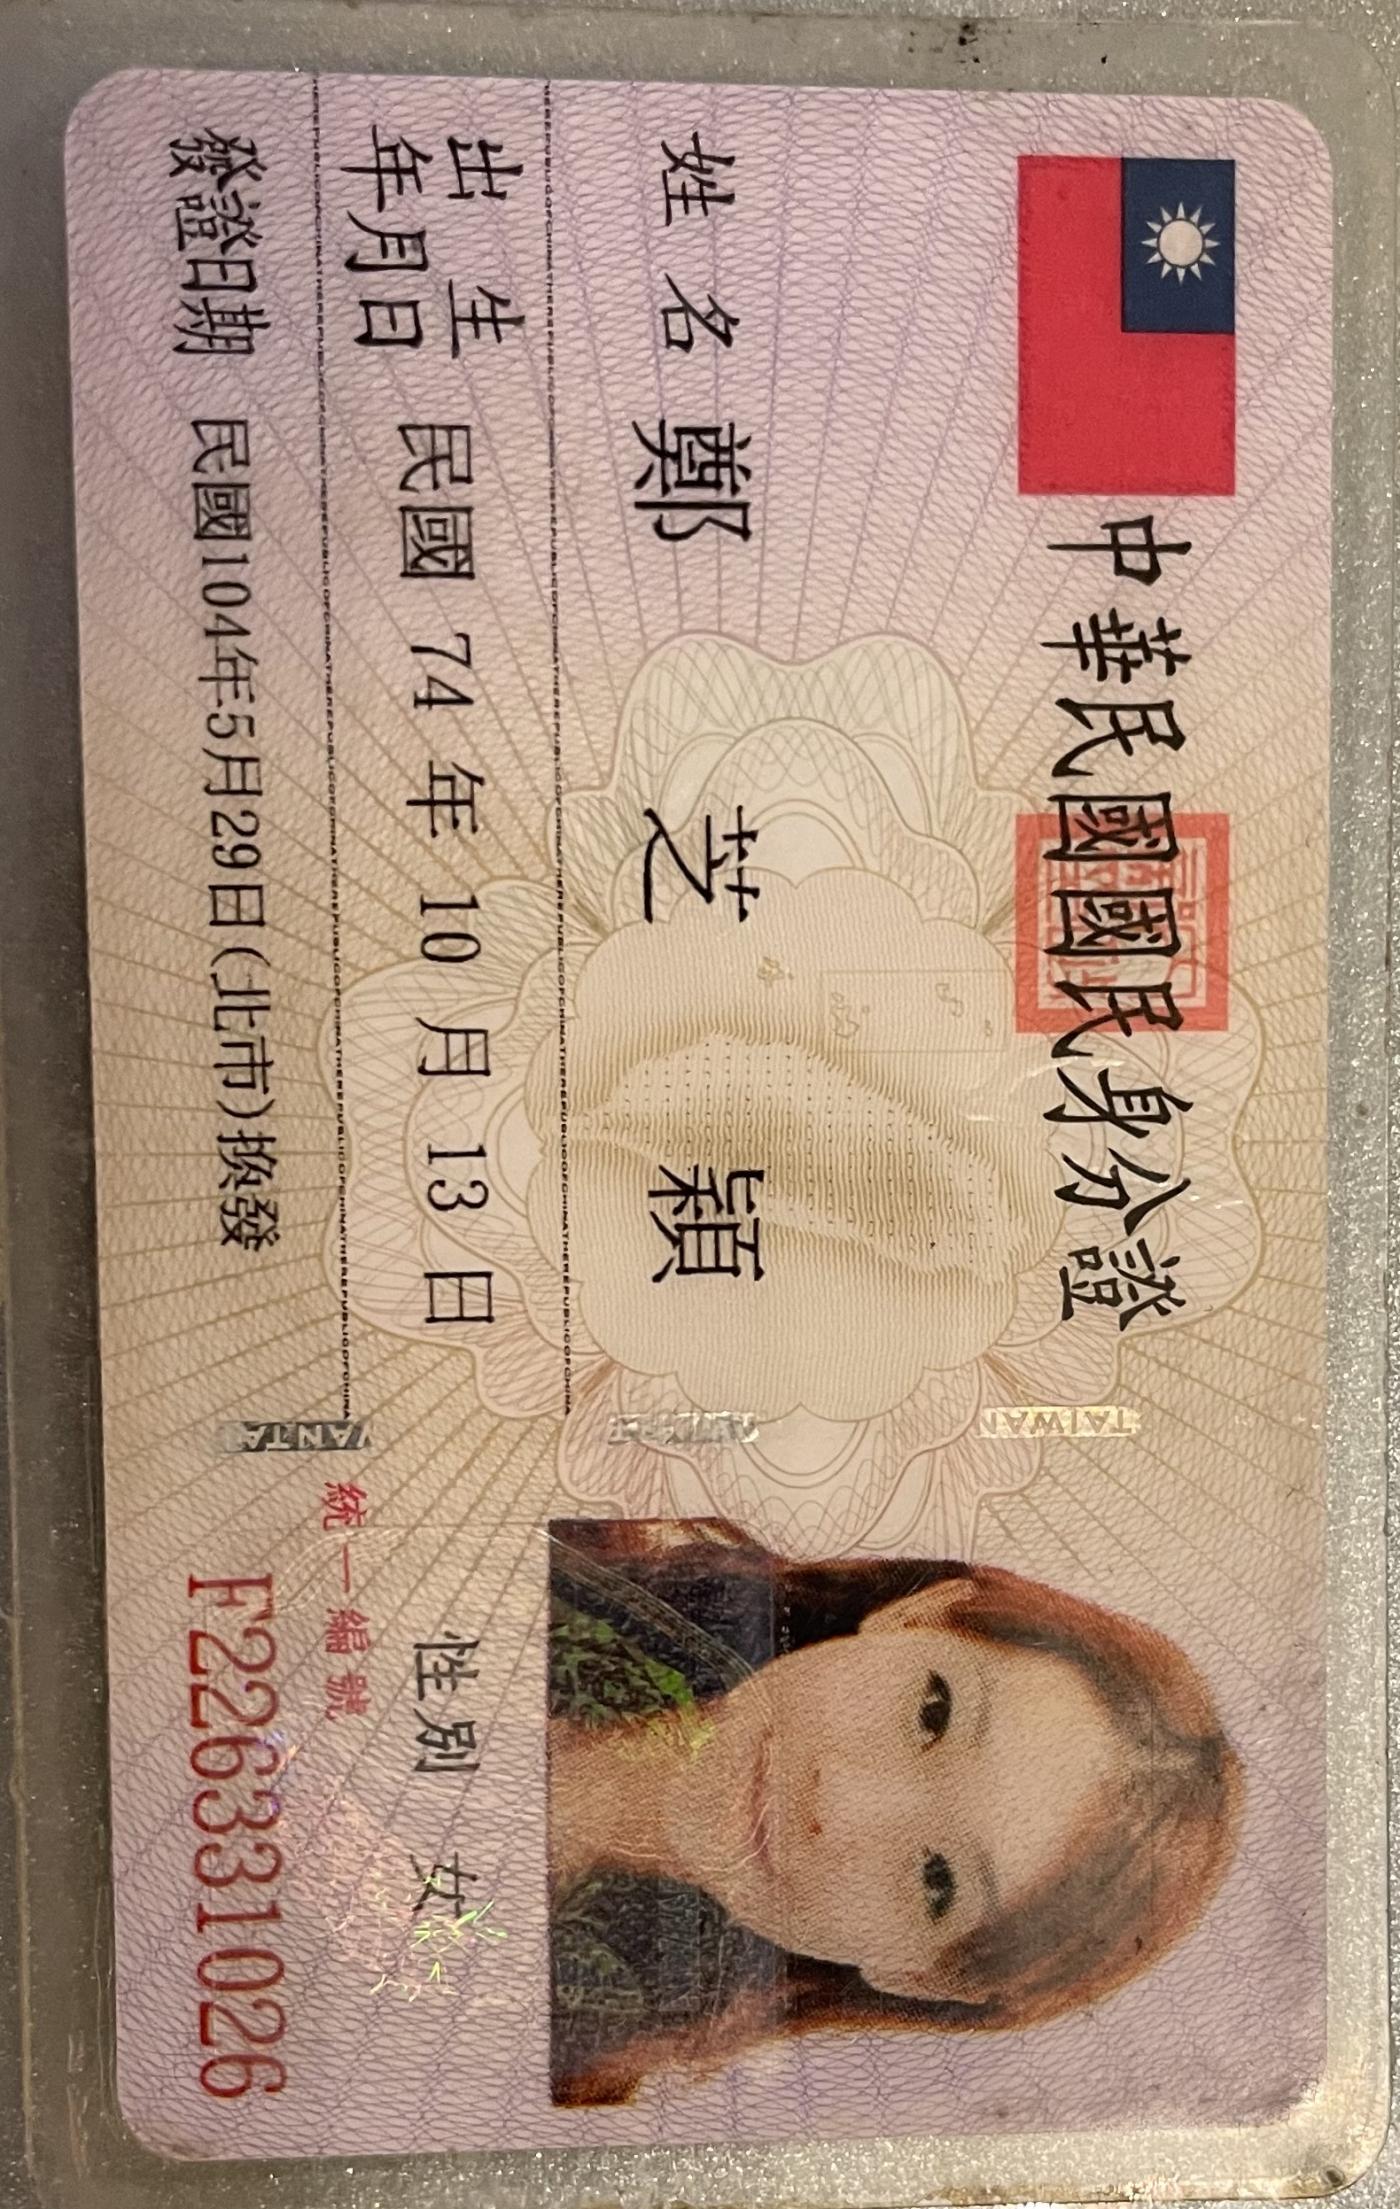 中華民國國民身分證
姓名 鄭 芝 穎
出生年月日 民國 74 年 10 月 13 日
性別 女
發證日期 民國104年5月29日(北市)換發
統一編號
F226331026
TAIWAN